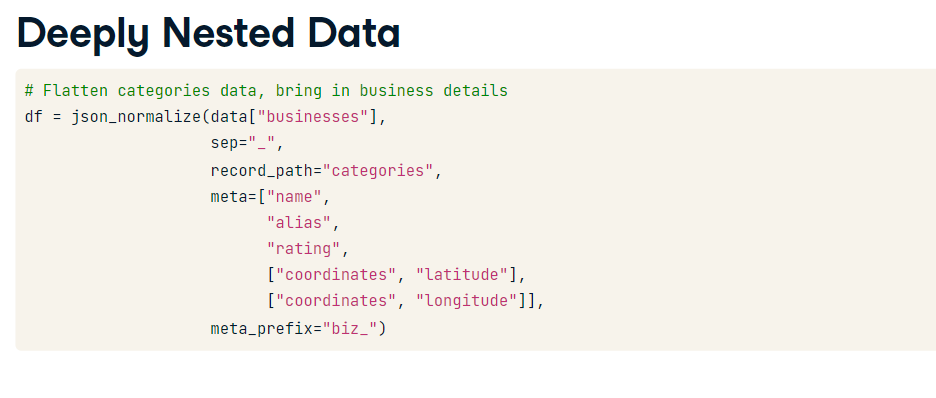 Deeply Nested Data
# Flatten categories data, bring in business details
df = json_normalize(data["businesses"],
                    sep="_",
                    record_path="categories",
                    meta=["name",
                          "alias",
                          "rating",
                          ["coordinates", "latitude"],
                          ["coordinates", "longitude"]],
                    meta_prefix="biz_")